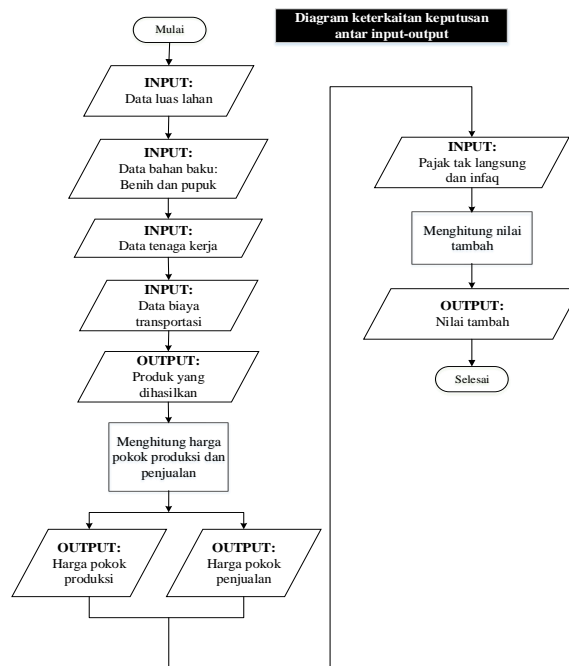 Diagram keterkaitan keputusan
antar input-output
Mulai
INPUT:
Data luas lahan
INPUT:
Data bahan baku:
Benih dan pupuk
INPUT:
Data tenaga kerja
INPUT:
Data biaya
transportasi
OUTPUT:
Produk yang
dihasilkan
Menghitung harga
pokok produksi dan
penjualan
OUTPUT:
Harga pokok
produksi
OUTPUT:
Harga pokok
penjualan
INPUT:
Pajak tak langsung
dan infaq
Menghitung nilai
tambah
OUTPUT:
Nilai tambah
Selesai